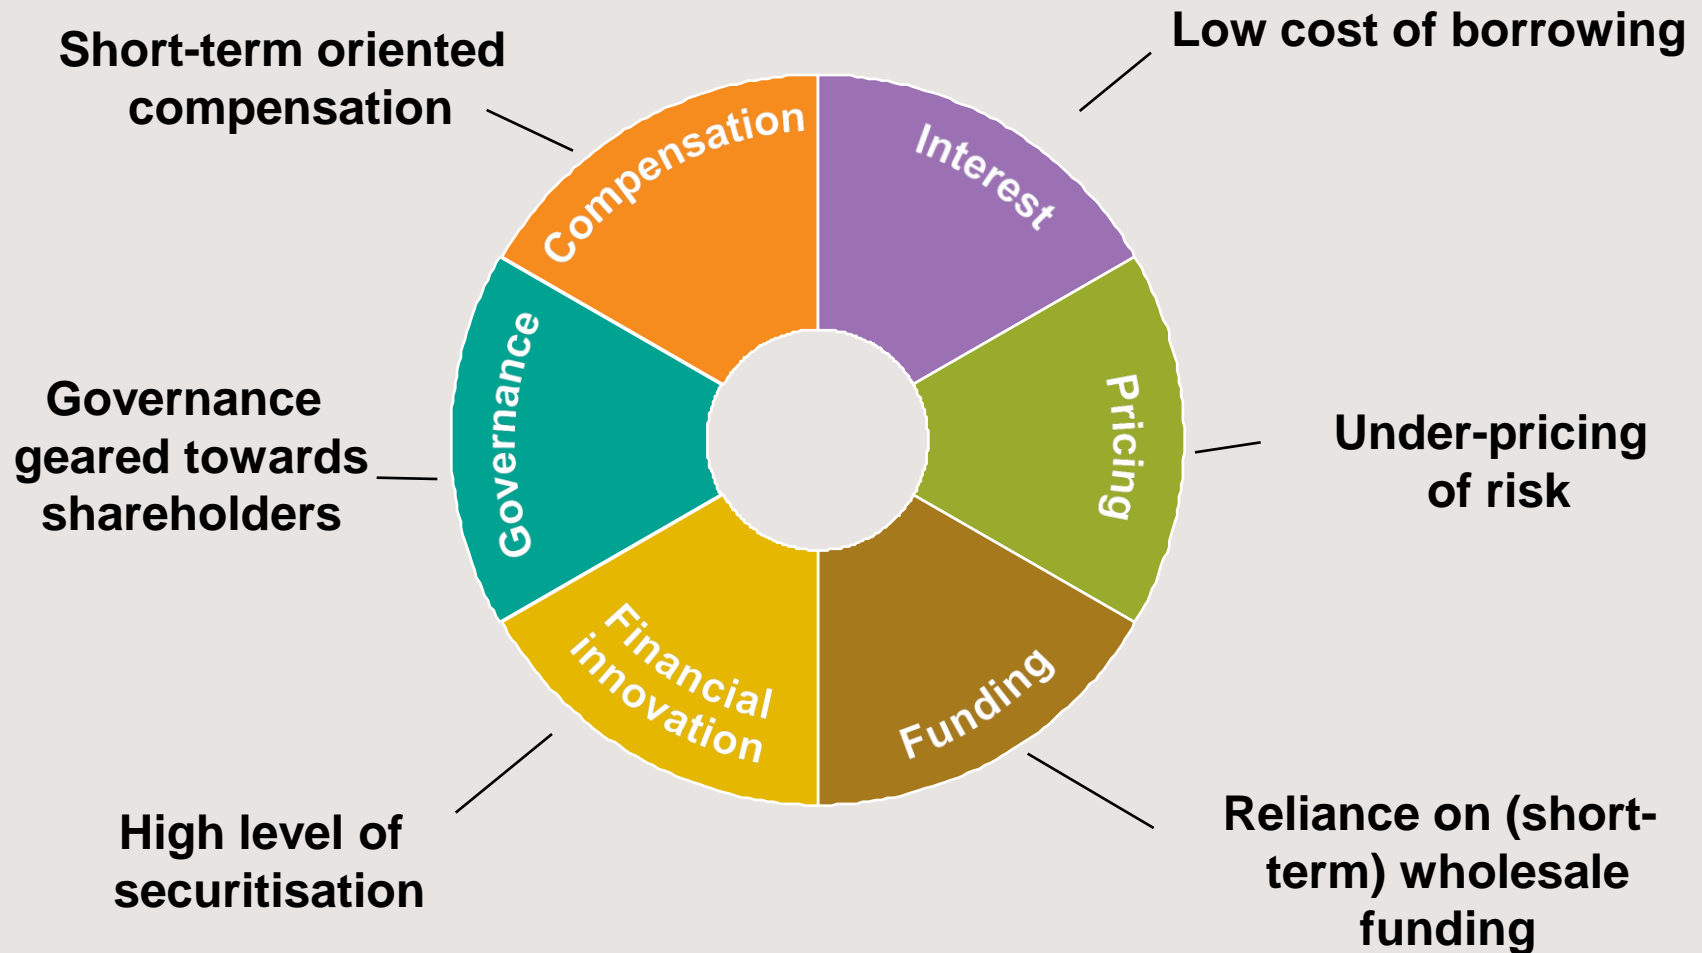 Short-term oriented
compensation
Low cost of borrowing
Compensation
Interest
Governance
geared towards
shareholders
Governance
Pricing
Under-pricing
of risk
Financial
innovation
Funding
High level of
securitisation
Reliance on (short-
term) wholesale
funding